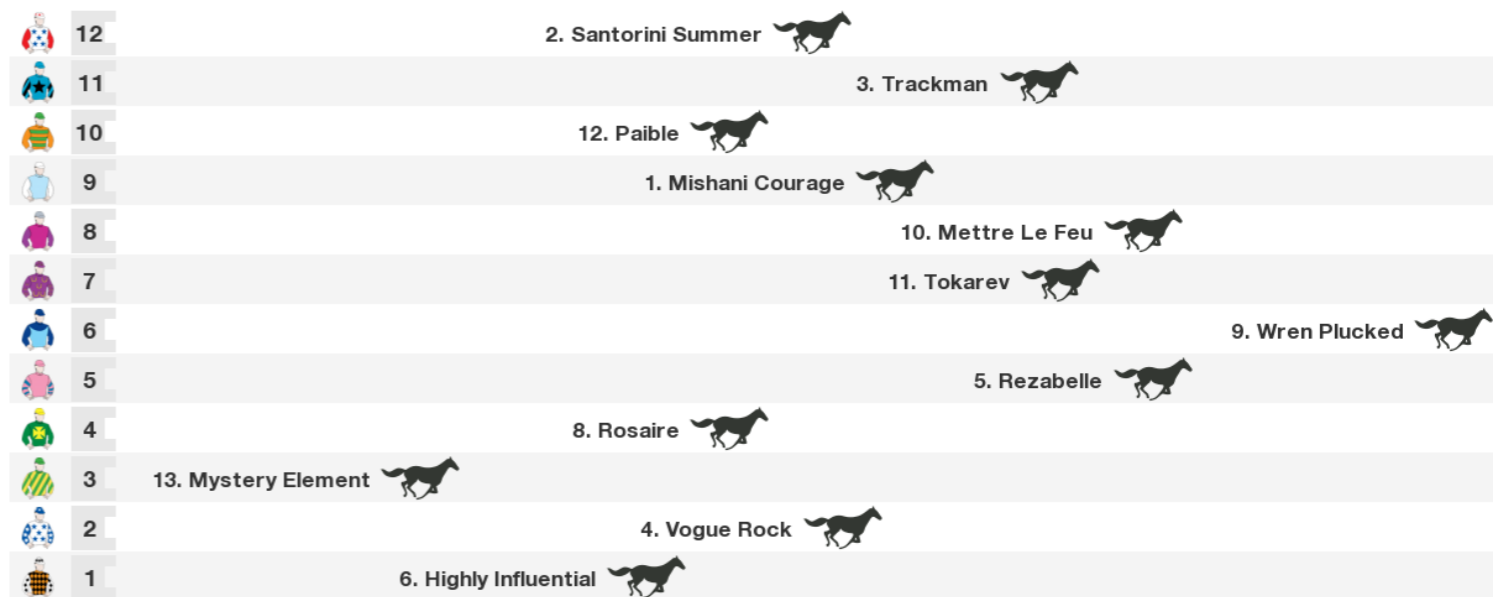 12 2. Santorini Summer
11 3. Trackman
10 12. Paible
9 1. Mishani Courage
8 10. Mettre Le Feu
7 11. Tokarev
6 9. Wren Plucked
5 5. Rezabelle
4 8. Rosaire
3 13. Mystery Element
2 4. Vogue Rock
1 6. Highly Influential